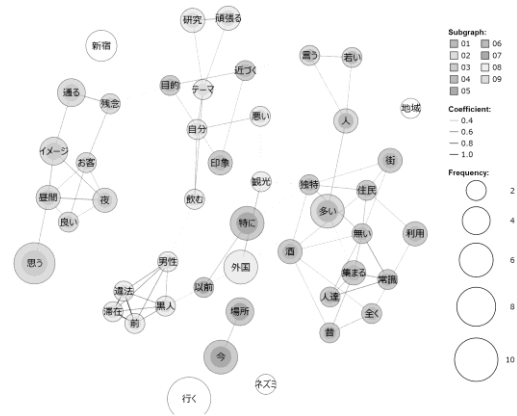 新宿
研究
頑張る
近づく
目的
テーマ
自分
悪い
印象
飲む
観光
特に
外国
以前
場所
今
行く
ネズミ
通る
残念
イメージ
お客
昼間
夜
良い
思う
男性
違法
滞在
前
黒人
言う
若い
人
地域
街
独特
住民
多い
無い
利用
酒
集まる
常識
人達
全く
昔
Subgraph:
01 06
02 07
03 08
04 09
05
Coefficient:
0.4
0.6
0.8
1.0
Frequency:
2
4
6
8
10